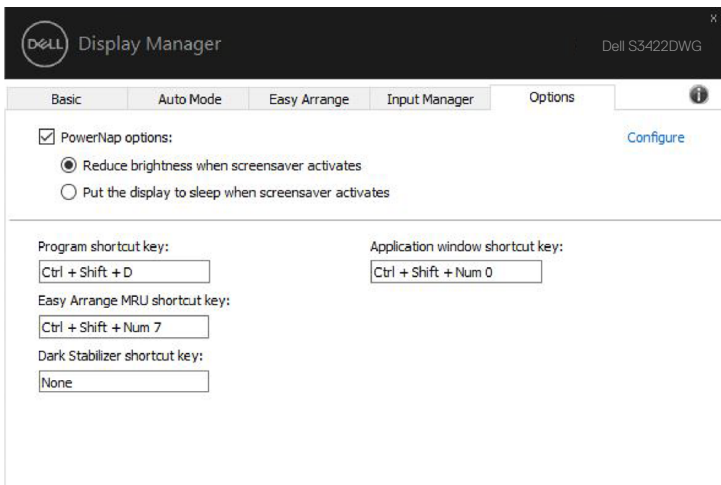 DELL Display Manager
X
Dell S3422DWG
Basic Auto Mode Easy Arrange Input Manager Options
PowerNap options:
Configure
Reduce brightness when screensaver activates
Put the display to sleep when screensaver activates
Program shortcut key:
Application window shortcut key:
Ctrl + Shift + D
Ctrl + Shift + Num 0
Easy Arrange MRU shortcut key:
Ctrl + Shift + Num 7
Dark Stabilizer shortcut key:
None